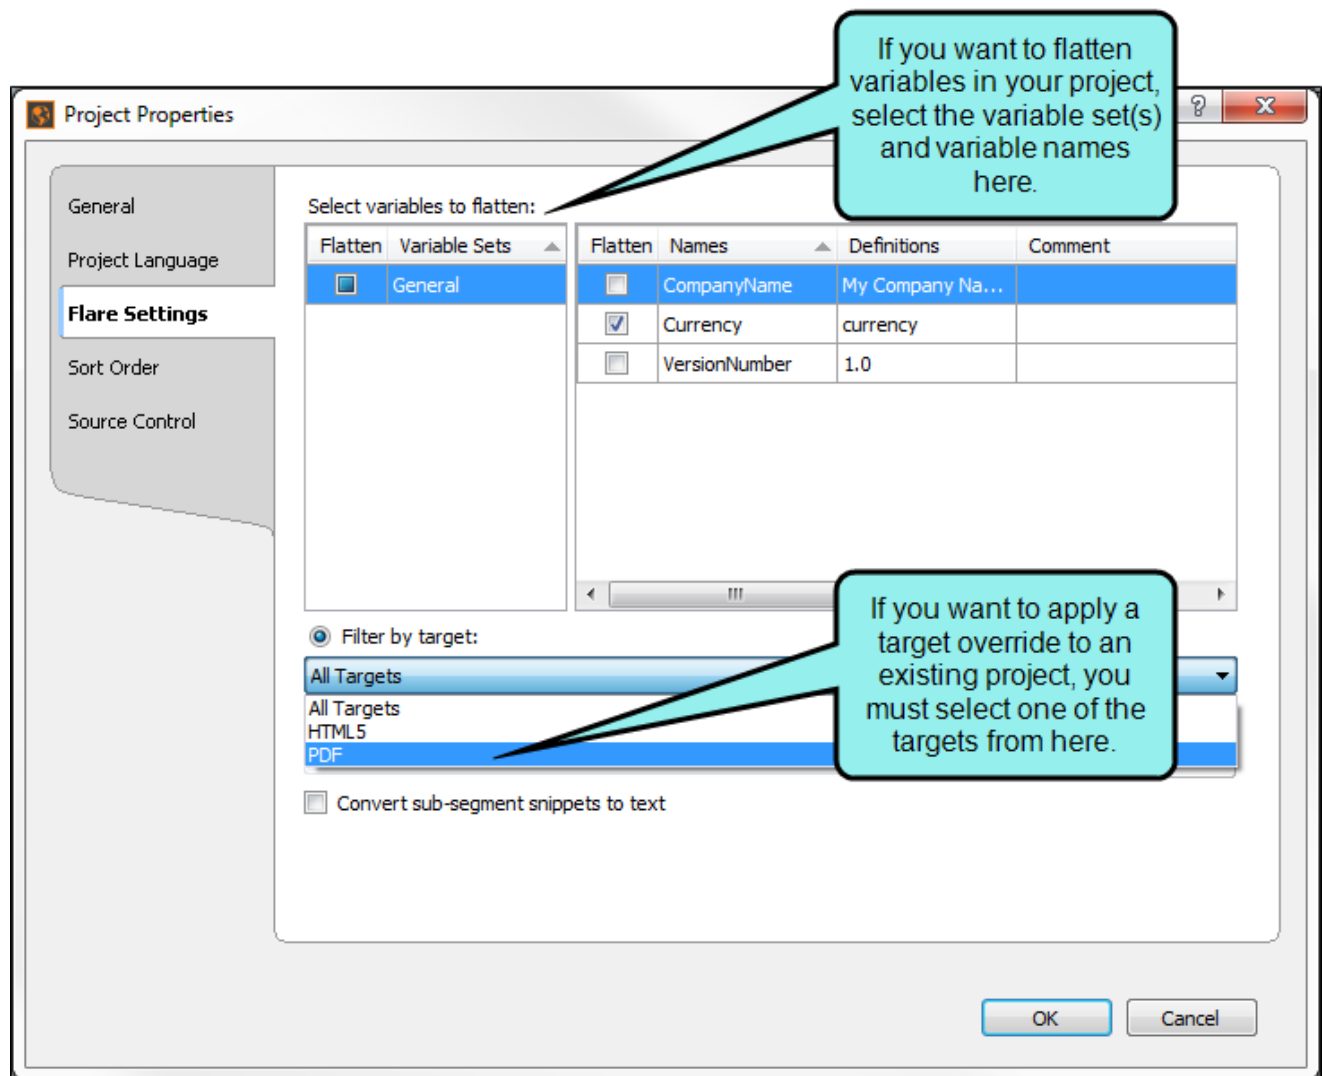 If you want to flatten
variables in your project,
select the variable set(s)
and variable names
here.
Project Properties
General
Project Language
Flare Settings
Sort Order
Source Control
Select variables to flatten:
Flatten Variable Sets
General
Flatten Names Definitions Comment
CompanyName My Company Na...
Currency currency
VersionNumber 1.0
Filter by target:
All Targets
All Targets
HTML5
PDF
If you want to apply a
target override to an
existing project, you
must select one of the
targets from here.
Convert sub-segment snippets to text
OK Cancel